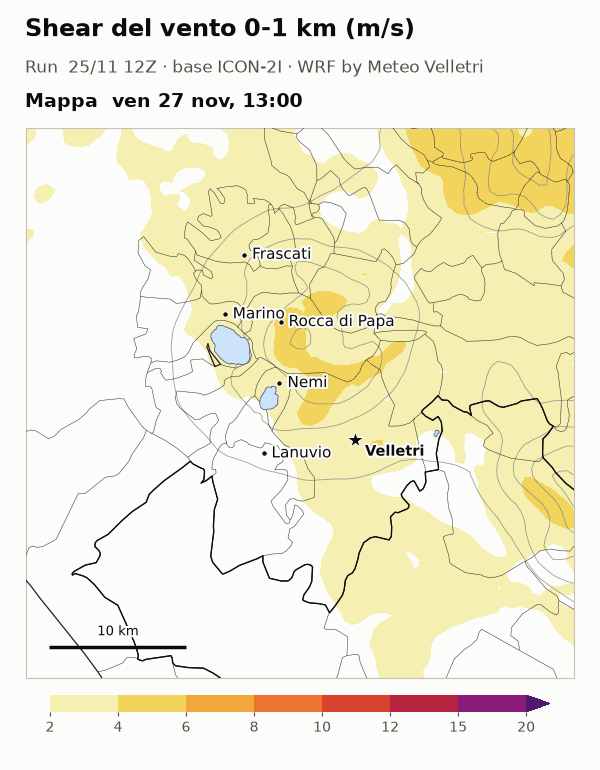 Shear del vento 0-1 km (m/s)
Run  25/11 12Z · base ICON-2I · WRF by Meteo Velletri
Mappa  ven 27 nov, 13:00
Frascati
Marino
Rocca di Papa
Nemi
Velletri
Lanuvio
10 km
2 4 6 8 10 12 15 20